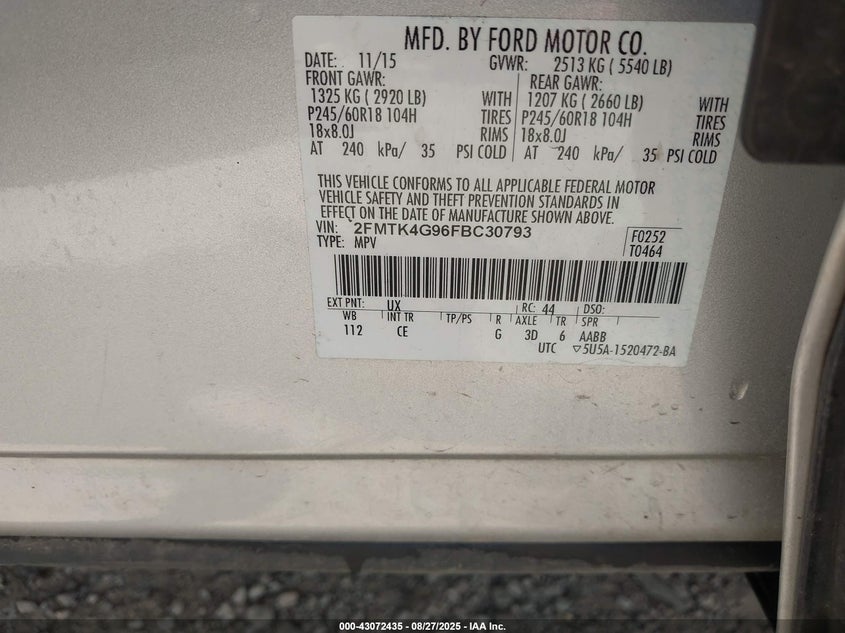 MFD. BY FORD MOTOR CO.
DATE: 11/15 GVWR: 2513 KG ( 5540 LB)
FRONT GAWR: REAR GAWR:
1325 KG ( 2920 LB) WITH 1207 KG ( 2660 LB) WITH
P245/60R18 104H TIRES P245/60R18 104H TIRES
18x8.0J RIMS 18x8.0J RIMS
AT 240 kPa/ 35 PSI COLD AT 240 kPa/ 35 PSI COLD
THIS VEHICLE CONFORMS TO ALL APPLICABLE FEDERAL MOTOR
VEHICLE SAFETY AND THEFT PREVENTION STANDARDS IN
EFFECT ON THE DATE OF MANUFACTURE SHOWN ABOVE.
VIN: 2FMTK4G96FBC30793 F0252
TYPE: MPV T0464
EXT PNT: UX RC: 44 DSO:
WB INT TR TP/PS R AXLE TR SPR
112 CE G 3D 6 AABB
UTC ▽5U5A-1520472-BA
000-43072435 - 08/27/2025 - IAA Inc.